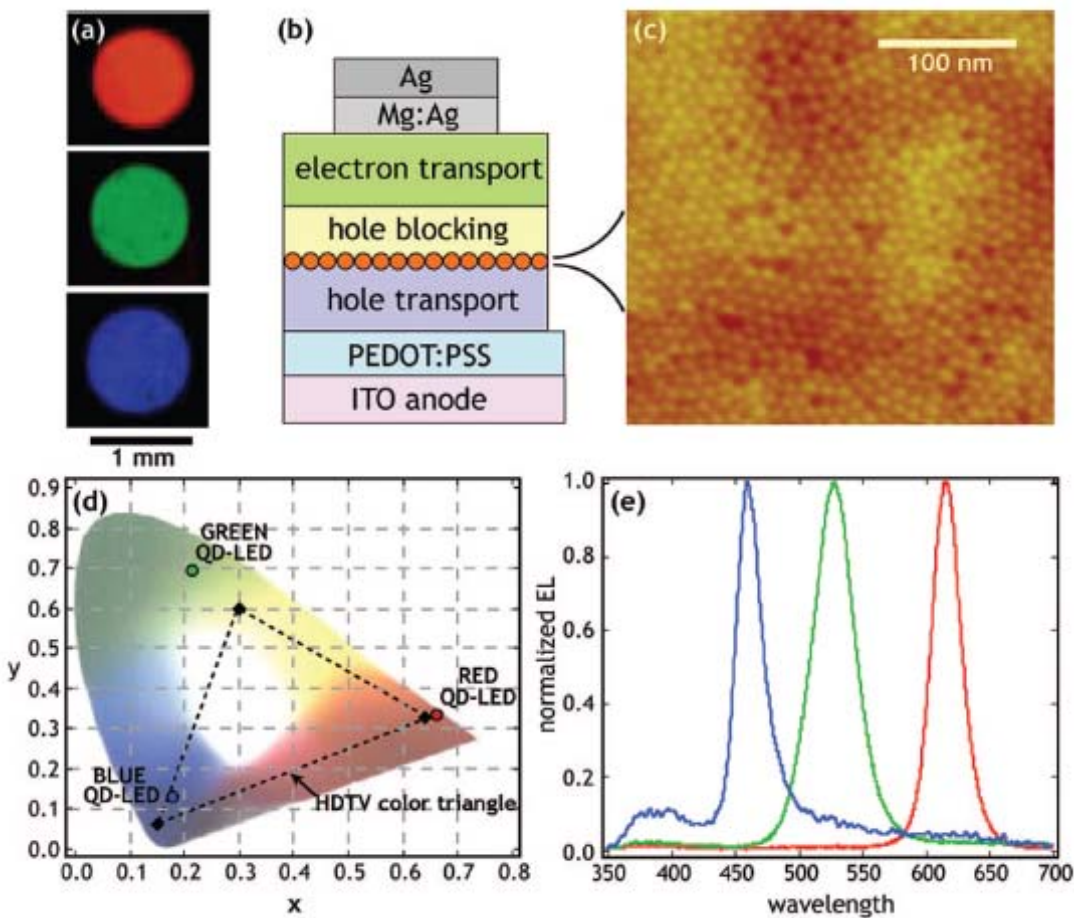 (a)
1 mm
(b)
Ag
Mg:Ag
electron transport
hole blocking
hole transport
PEDOT:PSS
ITO anode
(c)
100 nm
(d)
0.9
0.8
0.7
0.6
0.5
0.4
0.3
0.2
0.1
0.0
y
GREEN
QD-LED
RED
QD-LED
BLUE
QD-LED
HDTV color triangle
0.0 0.1 0.2 0.3 0.4 0.5 0.6 0.7 0.8
x
(e)
1.0
0.8
0.6
0.4
0.2
0.0
normalized EL
350 400 450 500 550 600 650 700
wavelength